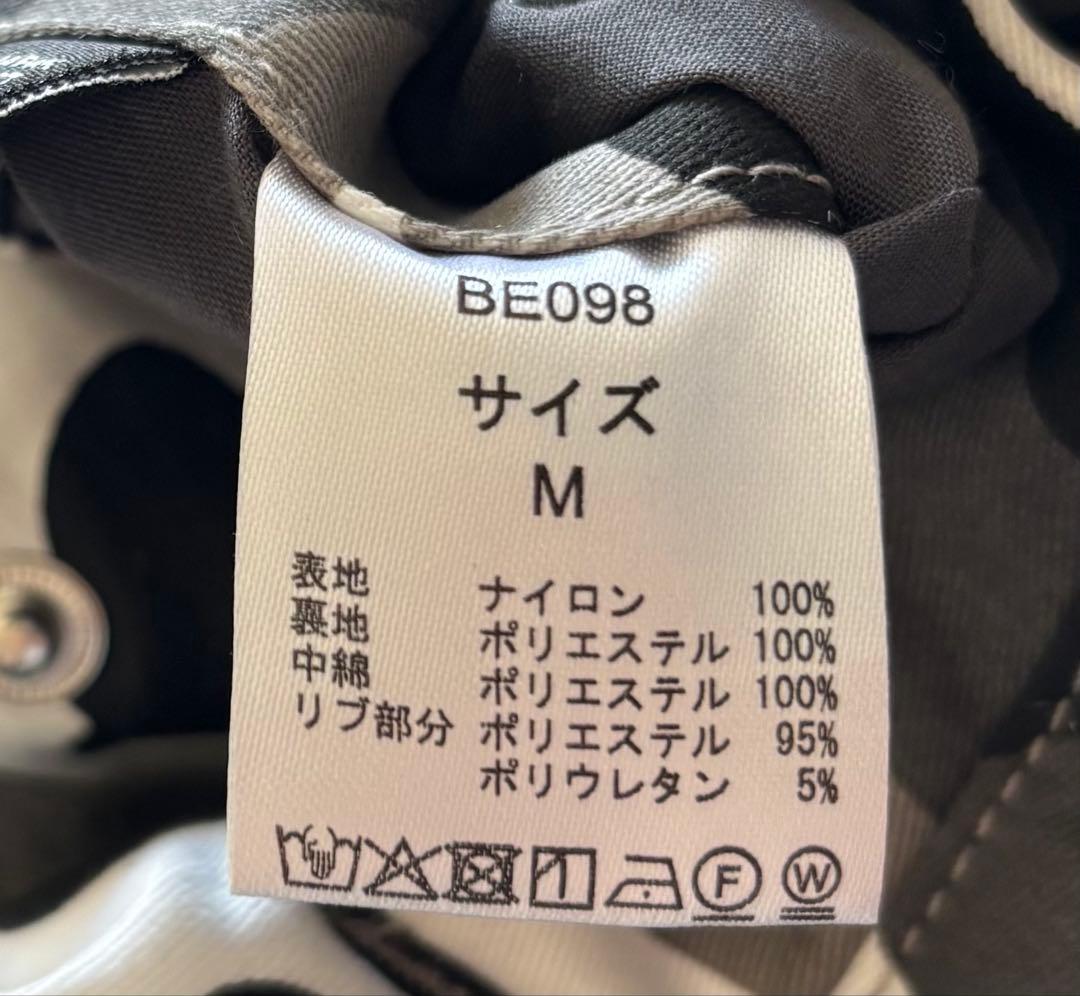 BE098
サイズ
M
表地 ナイロン 100%
裏地 ポリエステル 100%
中綿 ポリエステル 100%
リブ部分 ポリエステル 95%
ポリウレタン 5%
F W